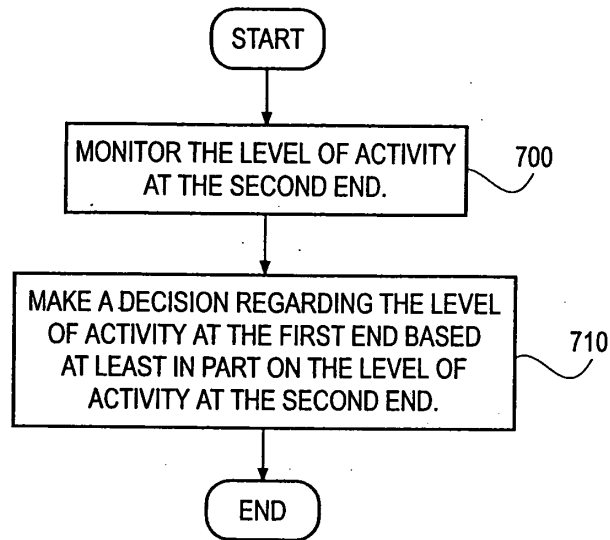 START
MONITOR THE LEVEL OF ACTIVITY
AT THE SECOND END.
700
MAKE A DECISION REGARDING THE LEVEL
OF ACTIVITY AT THE FIRST END BASED
AT LEAST IN PART ON THE LEVEL OF
ACTIVITY AT THE SECOND END.
710
END